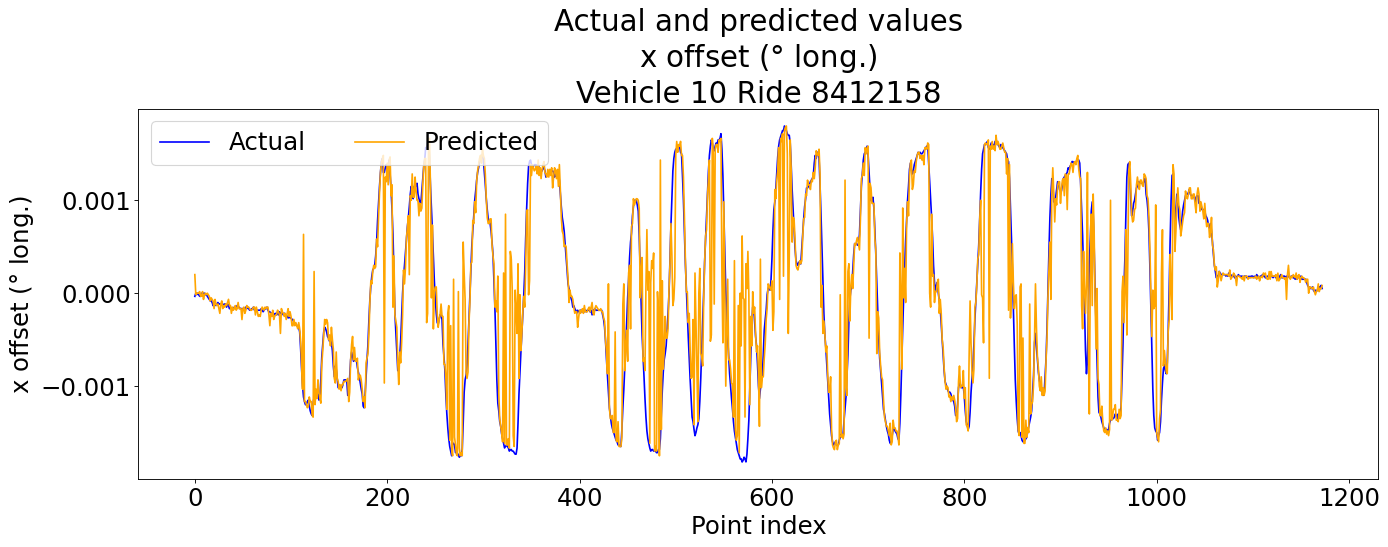 Actual and predicted values
x offset (° long.)
Vehicle 10 Ride 8412158
Actual
Predicted
x offset (° long.)
0.001
0.000
−0.001
0
200
400
600
800
1000
1200
Point index